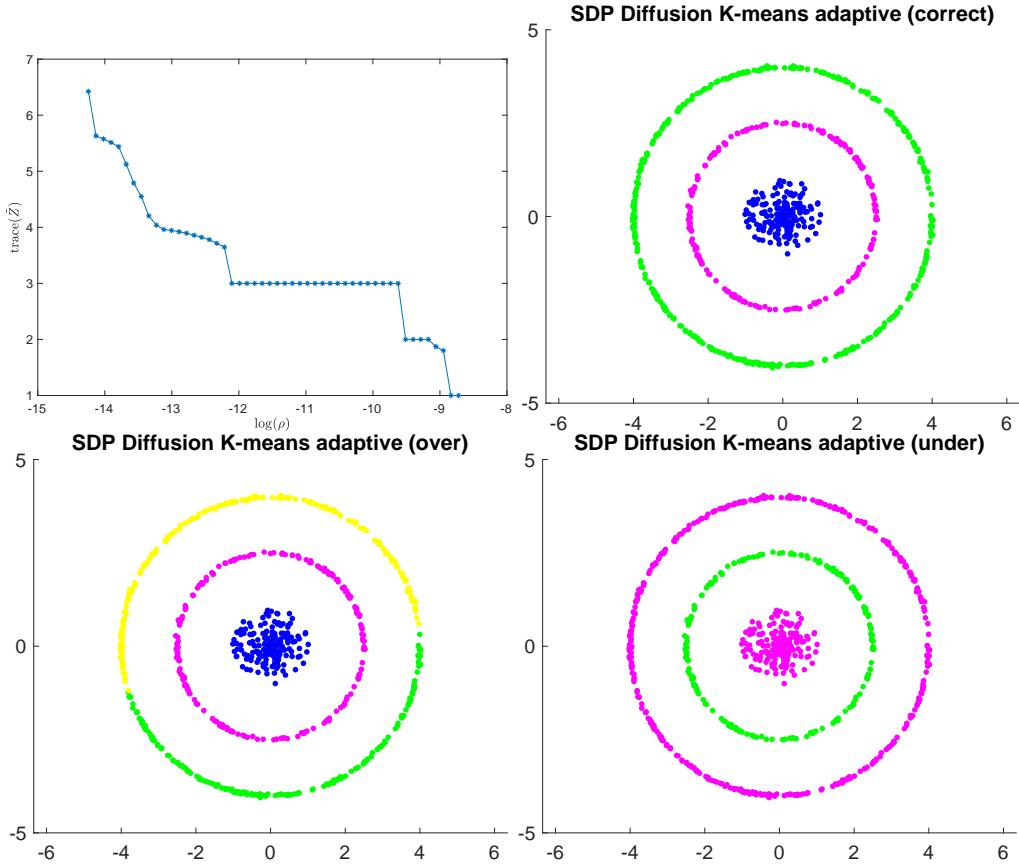 SDP Diffusion K-means adaptive (correct)
7
6
5
4
3
2
1
trace(Z̃)
-15 -14 -13 -12 -11 -10 -9 -8
log(ρ)
5
0
-5
-6 -4 -2 0 2 4 6
SDP Diffusion K-means adaptive (over)
5
0
-5
-6 -4 -2 0 2 4 6
SDP Diffusion K-means adaptive (under)
5
0
-5
-6 -4 -2 0 2 4 6